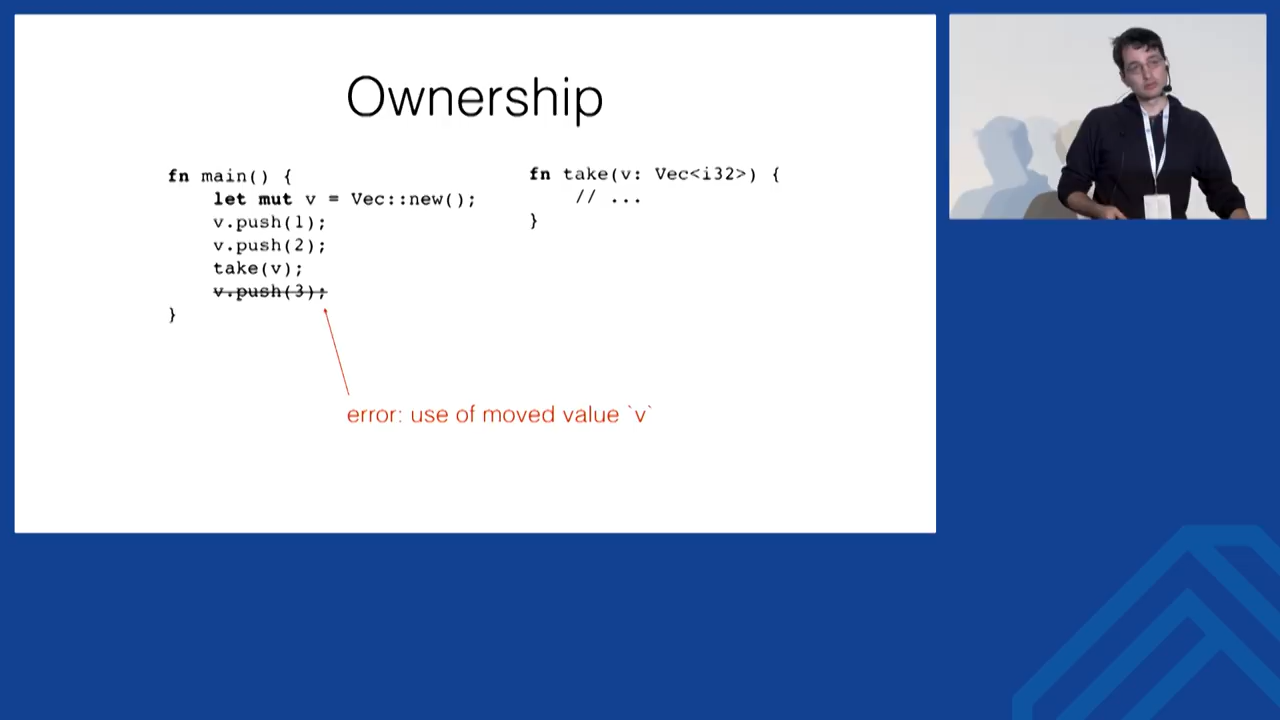 Ownership
fn main() {
let mut v = Vec::new();
v.push(1);
v.push(2);
take(v);
v.push(3);
}
fn take(v: Vec<i32>) {
// ...
}
error: use of moved value `v`